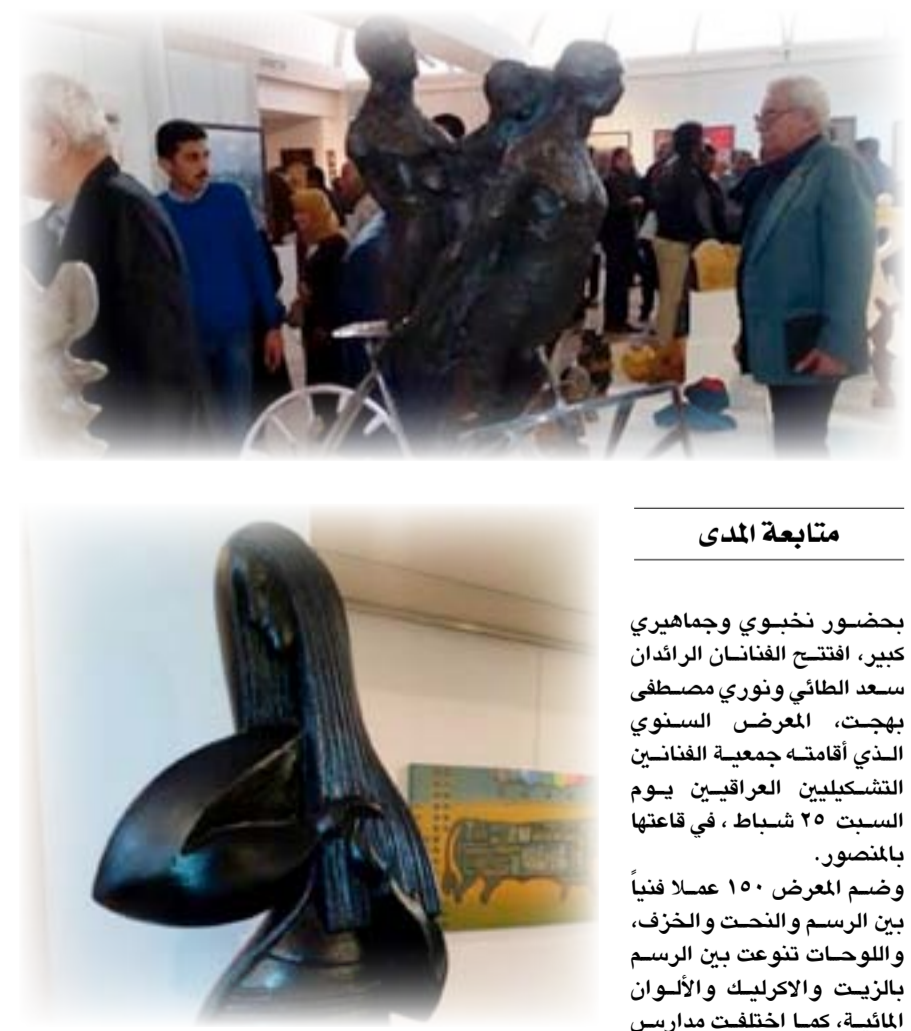 متابعة المدى
بحضور نخبوي وجماهيري
كبير، افتتح الفنانان الرائدان
سعد الطائي ونوري مصطفى
بهجت، المعرض السنوي
الذي أقامته جمعية الفنانين
التشكيليين العراقيين يوم
السبت ٢٥ شباط ، في قاعتها
بالمنصور.
وضم المعرض ١٥٠ عملا فنياً
بين الرسم والنحت والخزف،
واللوحات تنوعت بين الرسم
بالزيت والاكرليك والألوان
المائية، كما اختلفت مدارس